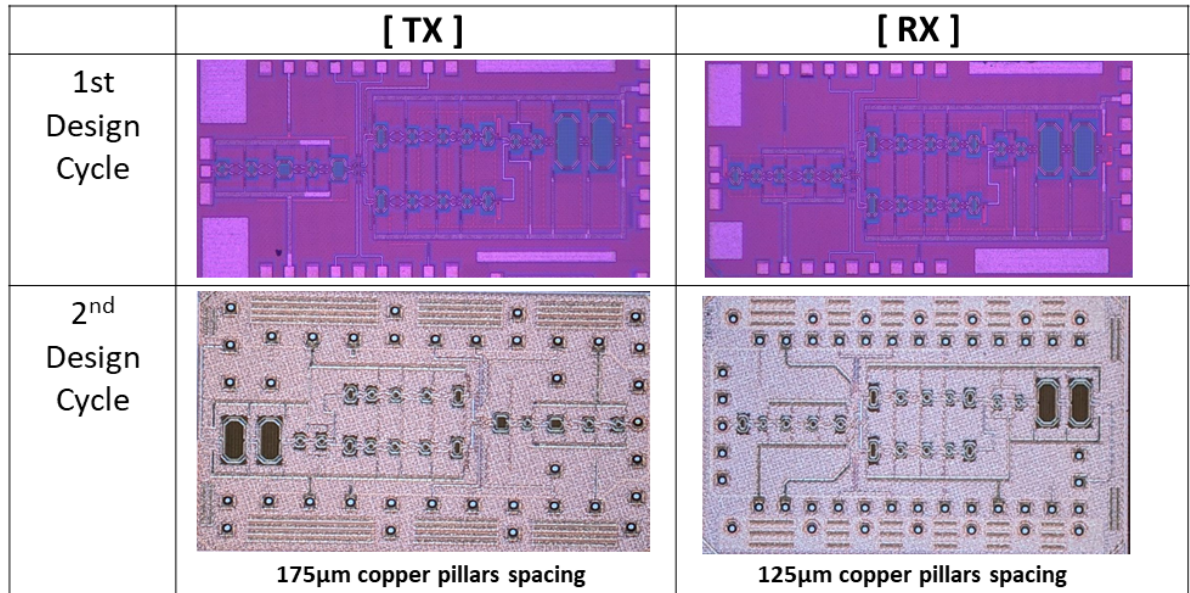 [ TX ]
[ RX ]
1st
Design
Cycle
2nd
Design
Cycle
175µm copper pillars spacing
125µm copper pillars spacing